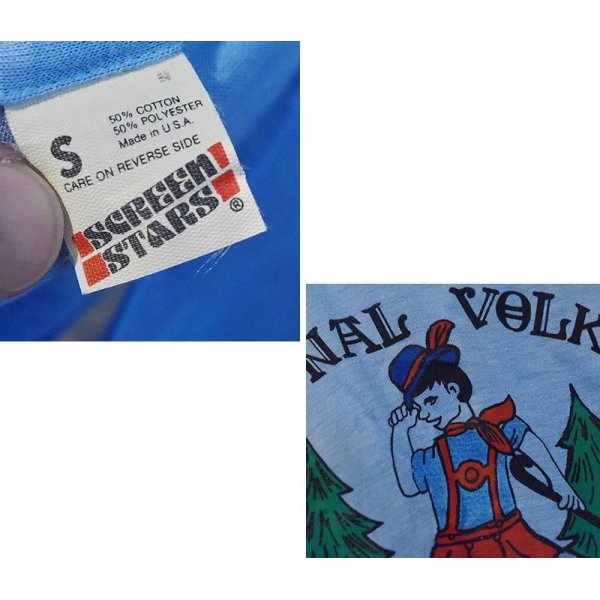 S
50% COTTON
50% POLYESTER
Made in U.S.A.
CARE ON REVERSE SIDE
SCREEN
STARS!
®
NAL VOLK